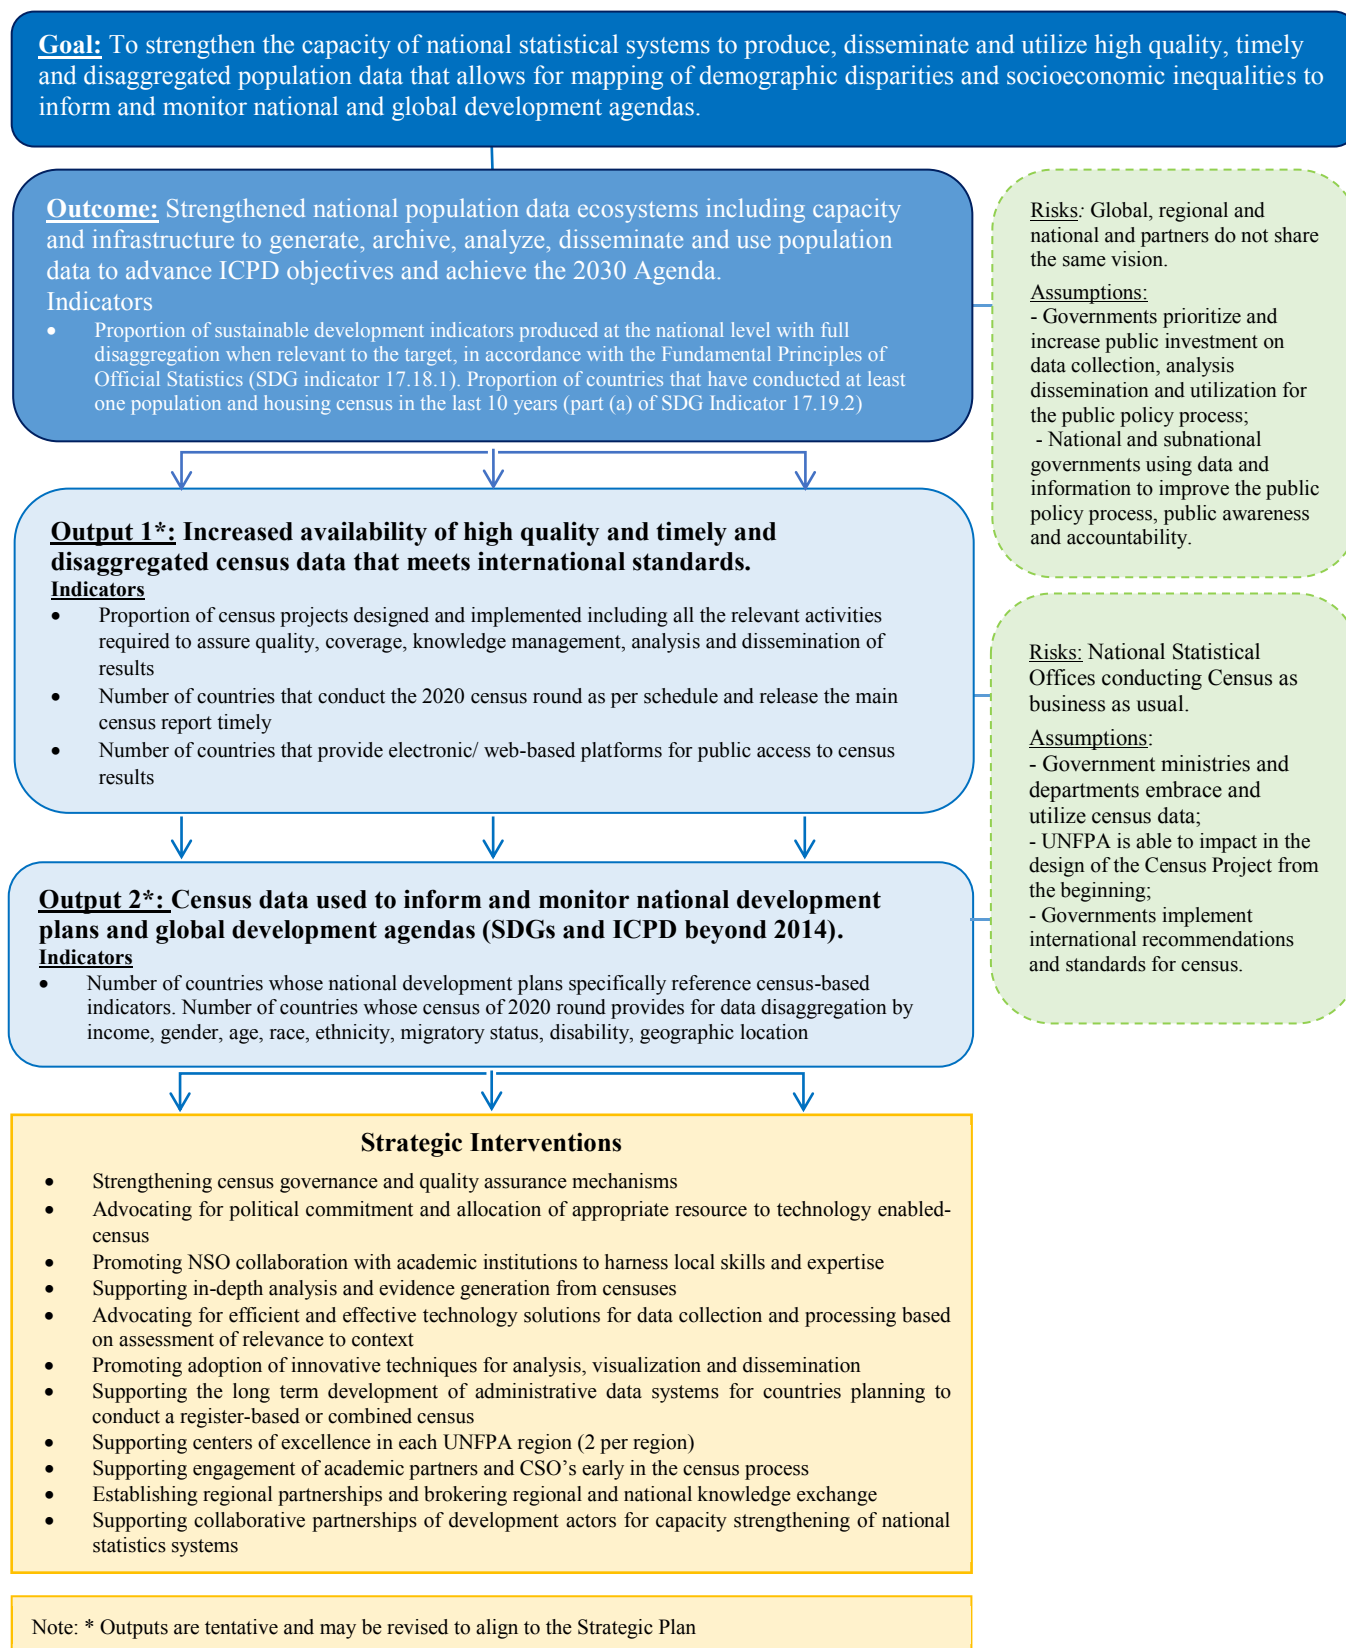 Goal: To strengthen the capacity of national statistical systems to produce, disseminate and utilize high quality, timely
and disaggregated population data that allows for mapping of demographic disparities and socioeconomic inequalities to
inform and monitor national and global development agendas.
Outcome: Strengthened national population data ecosystems including capacity
and infrastructure to generate, archive, analyze, disseminate and use population
data to advance ICPD objectives and achieve the 2030 Agenda.
Indicators
• Proportion of sustainable development indicators produced at the national level with full
disaggregation when relevant to the target, in accordance with the Fundamental Principles of
Official Statistics (SDG indicator 17.18.1). Proportion of countries that have conducted at least
one population and housing census in the last 10 years (part (a) of SDG Indicator 17.19.2)
Risks: Global, regional and
national and partners do not share
the same vision.
Assumptions:
- Governments prioritize and
increase public investment on
data collection, analysis
dissemination and utilization for
the public policy process;
- National and subnational
governments using data and
information to improve the public
policy process, public awareness
and accountability.
Output 1*: Increased availability of high quality and timely and
disaggregated census data that meets international standards.
Indicators
• Proportion of census projects designed and implemented including all the relevant activities
required to assure quality, coverage, knowledge management, analysis and dissemination of
results
• Number of countries that conduct the 2020 census round as per schedule and release the main
census report timely
• Number of countries that provide electronic/ web-based platforms for public access to census
results
Risks: National Statistical
Offices conducting Census as
business as usual.
Assumptions:
- Government ministries and
departments embrace and
utilize census data;
- UNFPA is able to impact in the
design of the Census Project from
the beginning;
- Governments implement
international recommendations
and standards for census.
Output 2*: Census data used to inform and monitor national development
plans and global development agendas (SDGs and ICPD beyond 2014).
Indicators
• Number of countries whose national development plans specifically reference census-based
indicators. Number of countries whose census of 2020 round provides for data disaggregation by
income, gender, age, race, ethnicity, migratory status, disability, geographic location
Strategic Interventions
• Strengthening census governance and quality assurance mechanisms
• Advocating for political commitment and allocation of appropriate resource to technology enabled-
census
• Promoting NSO collaboration with academic institutions to harness local skills and expertise
• Supporting in-depth analysis and evidence generation from censuses
• Advocating for efficient and effective technology solutions for data collection and processing based
on assessment of relevance to context
• Promoting adoption of innovative techniques for analysis, visualization and dissemination
• Supporting the long term development of administrative data systems for countries planning to
conduct a register-based or combined census
• Supporting centers of excellence in each UNFPA region (2 per region)
• Supporting engagement of academic partners and CSO’s early in the census process
• Establishing regional partnerships and brokering regional and national knowledge exchange
• Supporting collaborative partnerships of development actors for capacity strengthening of national
statistics systems
Note: * Outputs are tentative and may be revised to align to the Strategic Plan